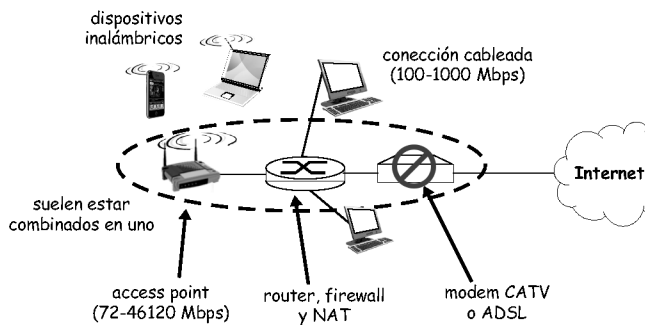 dispositivos
inalámbricos
conección cableada
(100-1000 Mbps)
Internet
suelen estar
combinados en uno
access point
(72-46120 Mbps)
router, firewall
y NAT
modem CATV
o ADSL